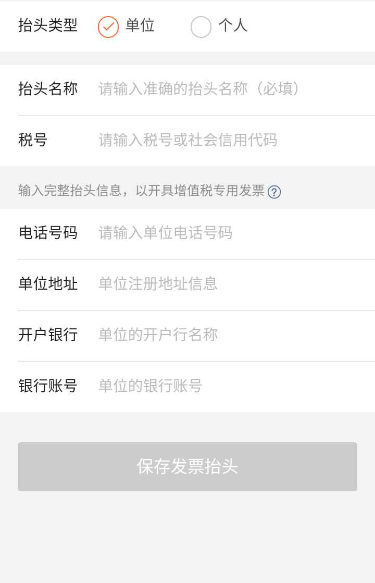 抬头类型 单位 个人
抬头名称 请输入准确的抬头名称（必填）
税号 请输入税号或社会信用代码
输入完整抬头信息，以开具增值税专用发票 ?
电话号码 请输入单位电话号码
单位地址 单位注册地址信息
开户银行 单位的开户行名称
银行账号 单位的银行账号
保存发票抬头